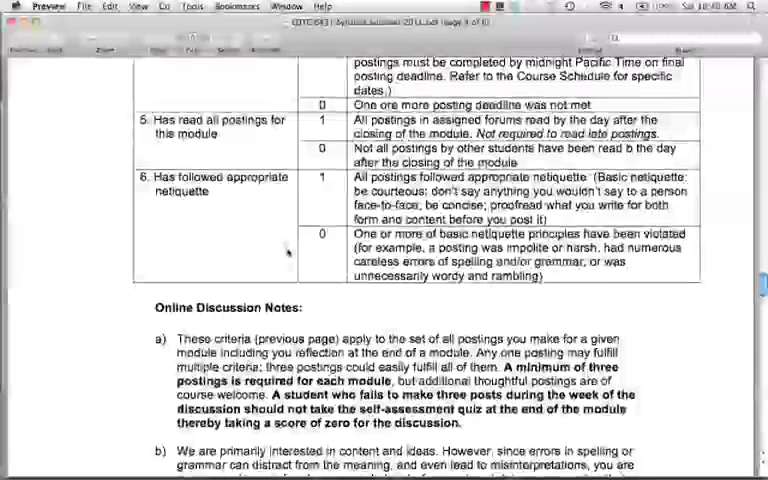 Preview File Edit View Go Tools Bookmarks Window Help
postings must be completed by midnight Pacific Time on final
posting deadline. Refer to the Course Schedule for specific
dates.)
0 One ore more posting deadline was not met
5. Has read all postings for 1 All postings in assigned forums read by the day after the
this module closing of the module. Not required to read late postings.
0 Not all postings by other students have been read b the day
after the closing of the module
6. Has followed appropriate 1 All postings followed appropriate netiquette (Basic netiquette:
netiquette be courteous; don't say anything you wouldn't say to a person
face-to-face; be concise; proofread what you write for both
form and content before you post it)
0 One or more of basic netiquette principles have been violated
(for example, a posting was impolite or harsh, had numerous
careless errors of spelling and/or grammar, or was
unnecessarily wordy and rambling)
Online Discussion Notes:
a) These criteria (previous page) apply to the set of all postings you make for a given
module including you reflection at the end of a module. Any one posting may fulfill
multiple criteria; three postings could easily fulfill all of them. A minimum of three
postings is required for each module, but additional thoughtful postings are of
course welcome. A student who fails to make three posts during the week of the
discussion should not take the self-assessment quiz at the end of the module
thereby taking a score of zero for the discussion.
b) We are primarily interested in content and ideas. However, since errors in spelling or
grammar can distract from the meaning, and even lead to misinterpretations, you are